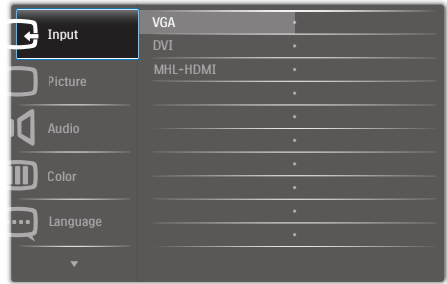 Input
VGA
DVI
MHL-HDMI
Picture
Audio
Color
Language